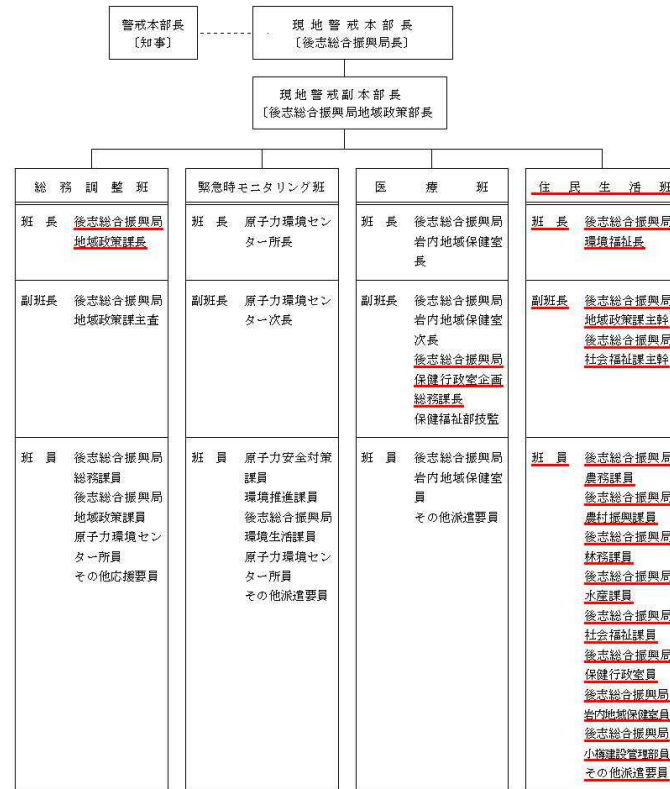 警戒本部長
〔知事〕
現地警戒本部長
〔後志総合振興局長〕
現地警戒副本部長
〔後志総合振興局地域政策部長
総務調整班
班長 後志総合振興局
地域政策課長
副班長 後志総合振興局
地域政策課主査
班員 後志総合振興局
総務課員
後志総合振興局
地域政策課員
原子力環境セン
ター所員
その他応援要員
緊急時モニタリング班
班長 原子力環境セン
ター所長
副班長 原子力環境セン
ター次長
班員 原子力安全対策
課員
環境推進課員
後志総合振興局
環境生活課員
原子力環境セン
ター所員
その他派遣要員
医療班
班長 後志総合振興局
岩内地域保健室
長
副班長 後志総合振興局
岩内地域保健室
次長
後志総合振興局
保健行政室企画
総務課長
保健福祉部技監
班員 後志総合振興局
岩内地域保健室
員
その他派遣要員
住民生活班
班長 後志総合振興局
環境福祉長
副班長 後志総合振興局
地域政策課主幹
後志総合振興局
社会福祉課主幹
班員 後志総合振興局
農務課員
後志総合振興局
農村振興課員
後志総合振興局
林務課員
後志総合振興局
水産課員
後志総合振興局
社会福祉課員
後志総合振興局
保健行政室員
後志総合振興局
岩内地域保健室員
後志総合振興局
小樽建設管理部員
その他派遣要員